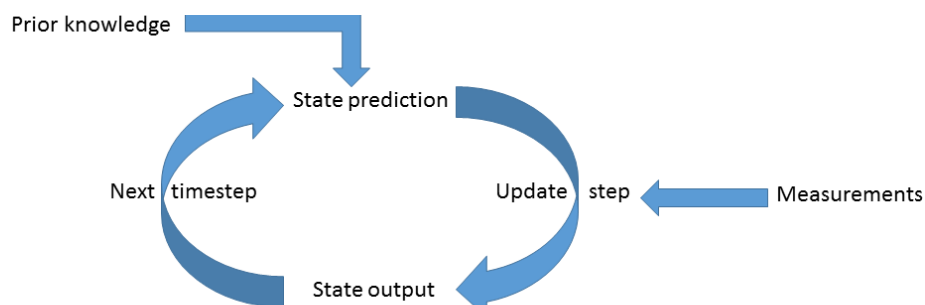 Prior knowledge
State prediction
Next timestep
Update step
Measurements
State output